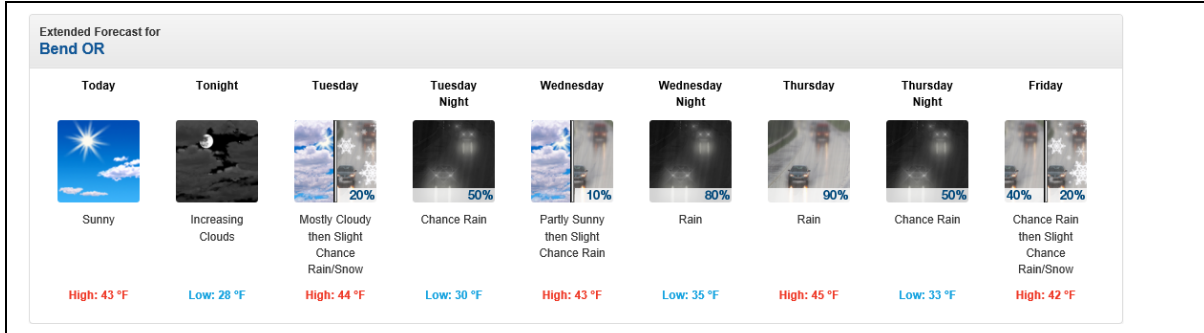 Extended Forecast for
Bend OR
Today
Tonight
Tuesday
Tuesday
Night
Wednesday
Wednesday
Night
Thursday
Thursday
Night
Friday
20%
50%
10%
80%
90%
50%
40% 20%
Sunny
Increasing
Clouds
Mostly Cloudy
then Slight
Chance
Rain/Snow
Chance Rain
Partly Sunny
then Slight
Chance Rain
Rain
Rain
Chance Rain
Chance Rain
then Slight
Chance
Rain/Snow
High: 43 °F
Low: 28 °F
High: 44 °F
Low: 30 °F
High: 43 °F
Low: 35 °F
High: 45 °F
Low: 33 °F
High: 42 °F